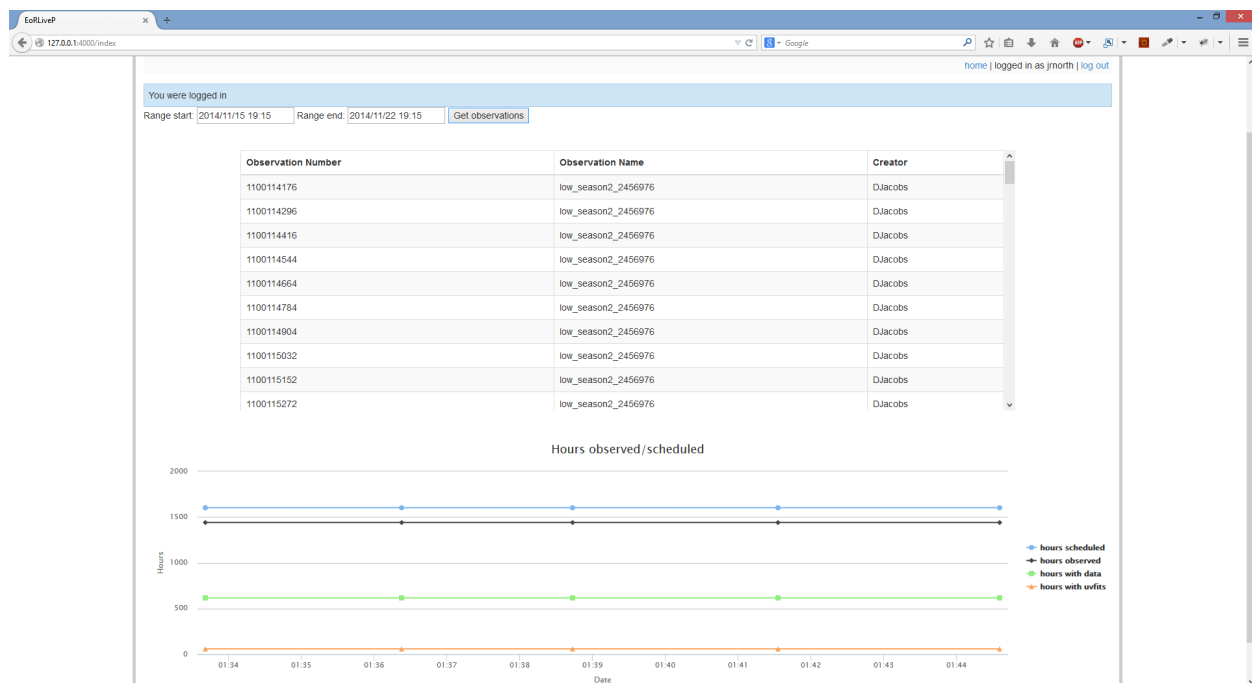 EoRLiveP
127.0.0.1:4000/index
Google
home | logged in as jrnorth | log out
You were logged in
Range start: 2014/11/15 19:15 Range end: 2014/11/22 19:15 Get observations
Observation Number Observation Name Creator
1100114176 low_season2_2456976 DJacobs
1100114296 low_season2_2456976 DJacobs
1100114416 low_season2_2456976 DJacobs
1100114544 low_season2_2456976 DJacobs
1100114664 low_season2_2456976 DJacobs
1100114784 low_season2_2456976 DJacobs
1100114904 low_season2_2456976 DJacobs
1100115032 low_season2_2456976 DJacobs
1100115152 low_season2_2456976 DJacobs
1100115272 low_season2_2456976 DJacobs
Hours observed/scheduled
2000
1500
1000
500
0
Hours
hours scheduled
hours observed
hours with data
hours with uvfits
01:34 01:35 01:36 01:37 01:38 01:39 01:40 01:41 01:42 01:43 01:44
Date